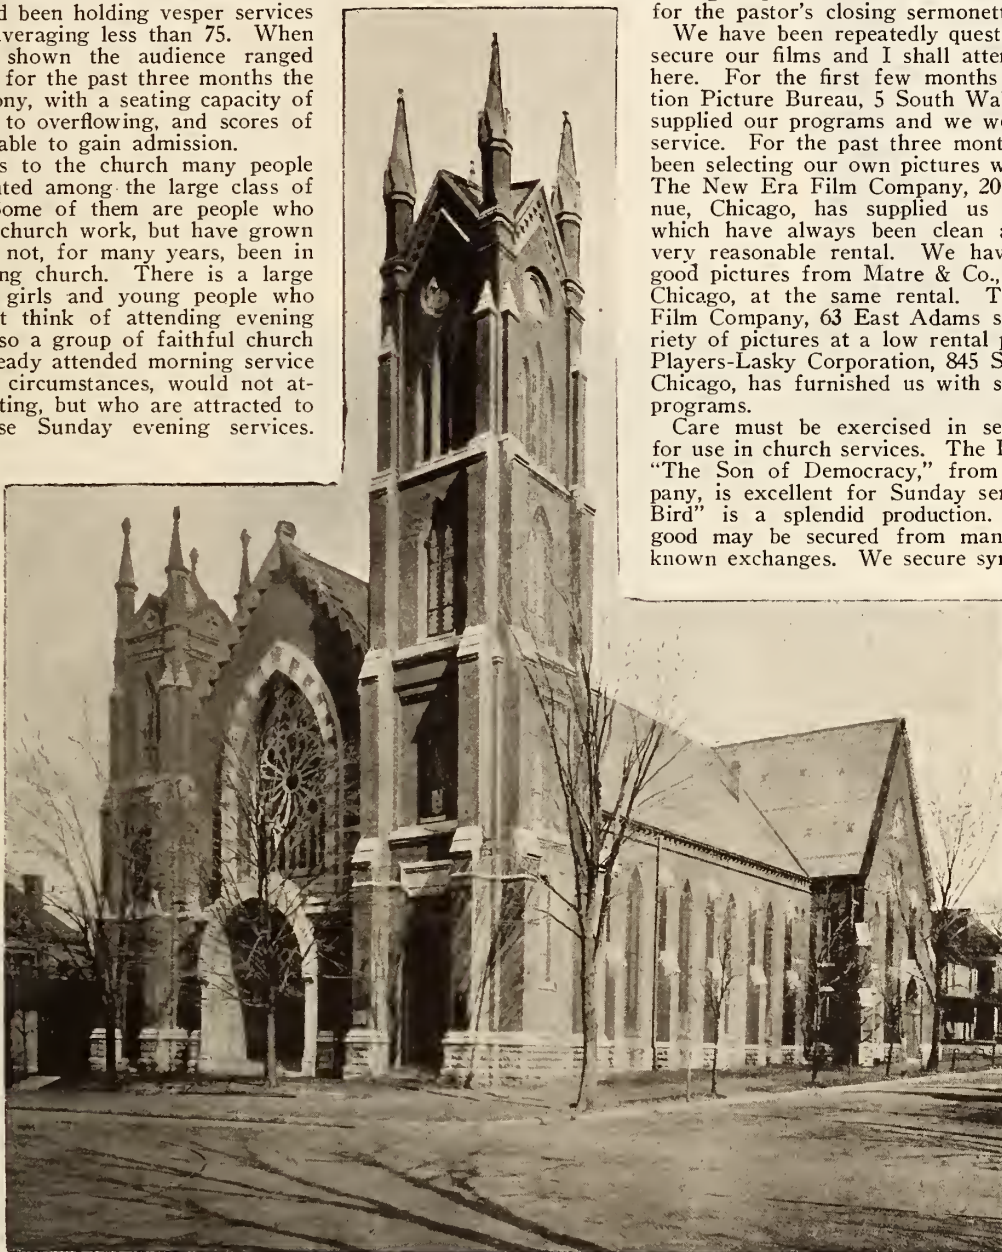 d been holding vesper services
veraging less than 75. When
shown the audience ranged
for the past three months the
ony, with a seating capacity of
to overflowing, and scores of
able to gain admission.
s to the church many people
ted among the large class of
ome of them are people who
church work, but have grown
not, for many years, been in
ng church. There is a large
girls and young people who
t think of attending evening
so a group of faithful church
eady attended morning service
circumstances, would not at-
ting, but who are attracted to
se Sunday evening services.
for the pastor's closing sermonett
We have been repeatedly quest
secure our films and I shall atte
here. For the first few months
tion Picture Bureau, 5 South Wa
supplied our programs and we w
service. For the past three mont
been selecting our own pictures w
The New Era Film Company, 20
nue, Chicago, has supplied us
which have always been clean a
very reasonable rental. We hav
good pictures from Matre & Co.,
Chicago, at the same rental. T
Film Company, 63 East Adams s
riety of pictures at a low rental p
Players-Lasky Corporation, 845 S
Chicago, has furnished us with s
programs.
Care must be exercised in se
for use in church services. The
"The Son of Democracy," from
pany, is excellent for Sunday ser
Bird" is a splendid production.
good may be secured from man
known exchanges. We secure syn